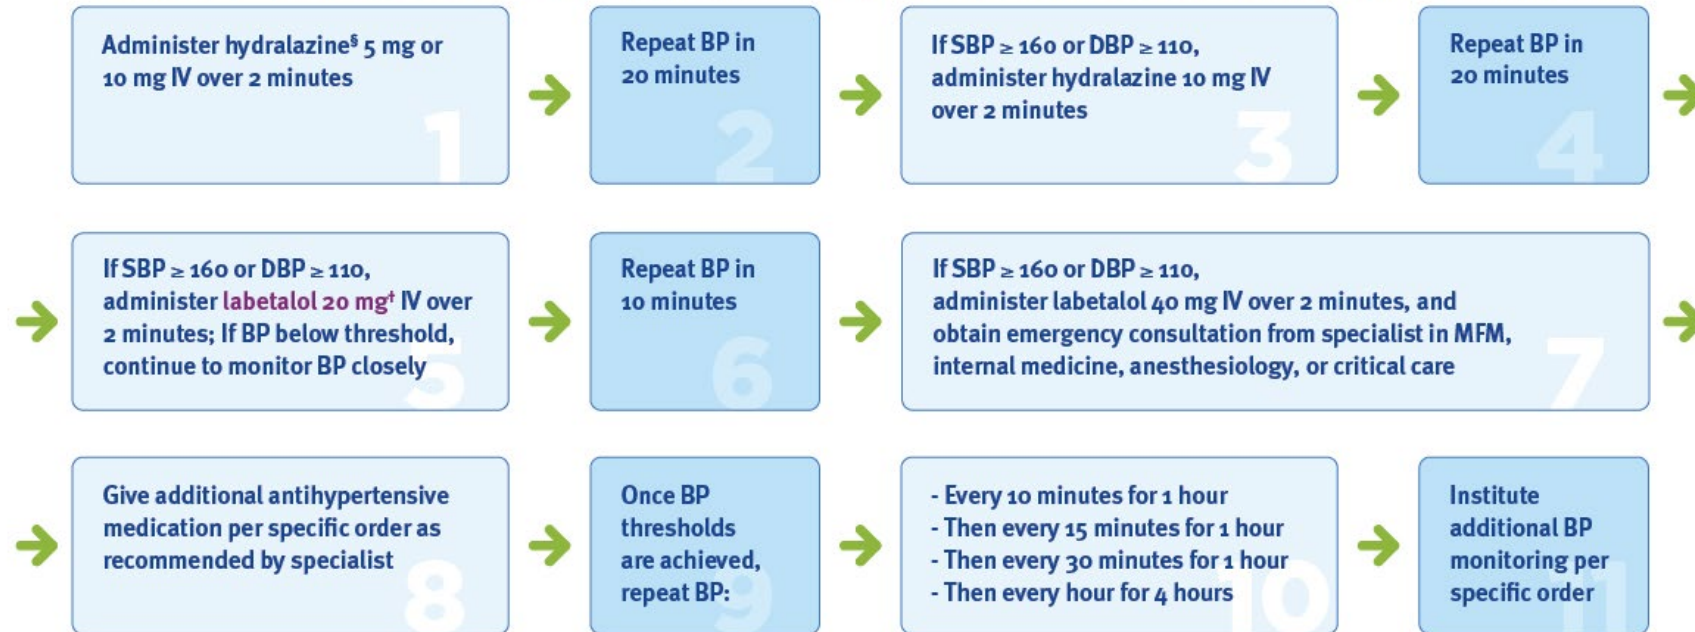 Administer hydralazine§ 5 mg or
10 mg IV over 2 minutes
1
Repeat BP in
20 minutes
2
If SBP ≥ 160 or DBP ≥ 110,
administer hydralazine 10 mg IV
over 2 minutes
3
Repeat BP in
20 minutes
4
If SBP ≥ 160 or DBP ≥ 110,
administer labetalol 20 mg† IV over
2 minutes; If BP below threshold,
continue to monitor BP closely
5
Repeat BP in
10 minutes
6
If SBP ≥ 160 or DBP ≥ 110,
administer labetalol 40 mg IV over 2 minutes, and
obtain emergency consultation from specialist in MFM,
internal medicine, anesthesiology, or critical care
7
Give additional antihypertensive
medication per specific order as
recommended by specialist
8
Once BP
thresholds
are achieved,
repeat BP:
9
- Every 10 minutes for 1 hour
- Then every 15 minutes for 1 hour
- Then every 30 minutes for 1 hour
- Then every hour for 4 hours
10
Institute
additional BP
monitoring per
specific order
11